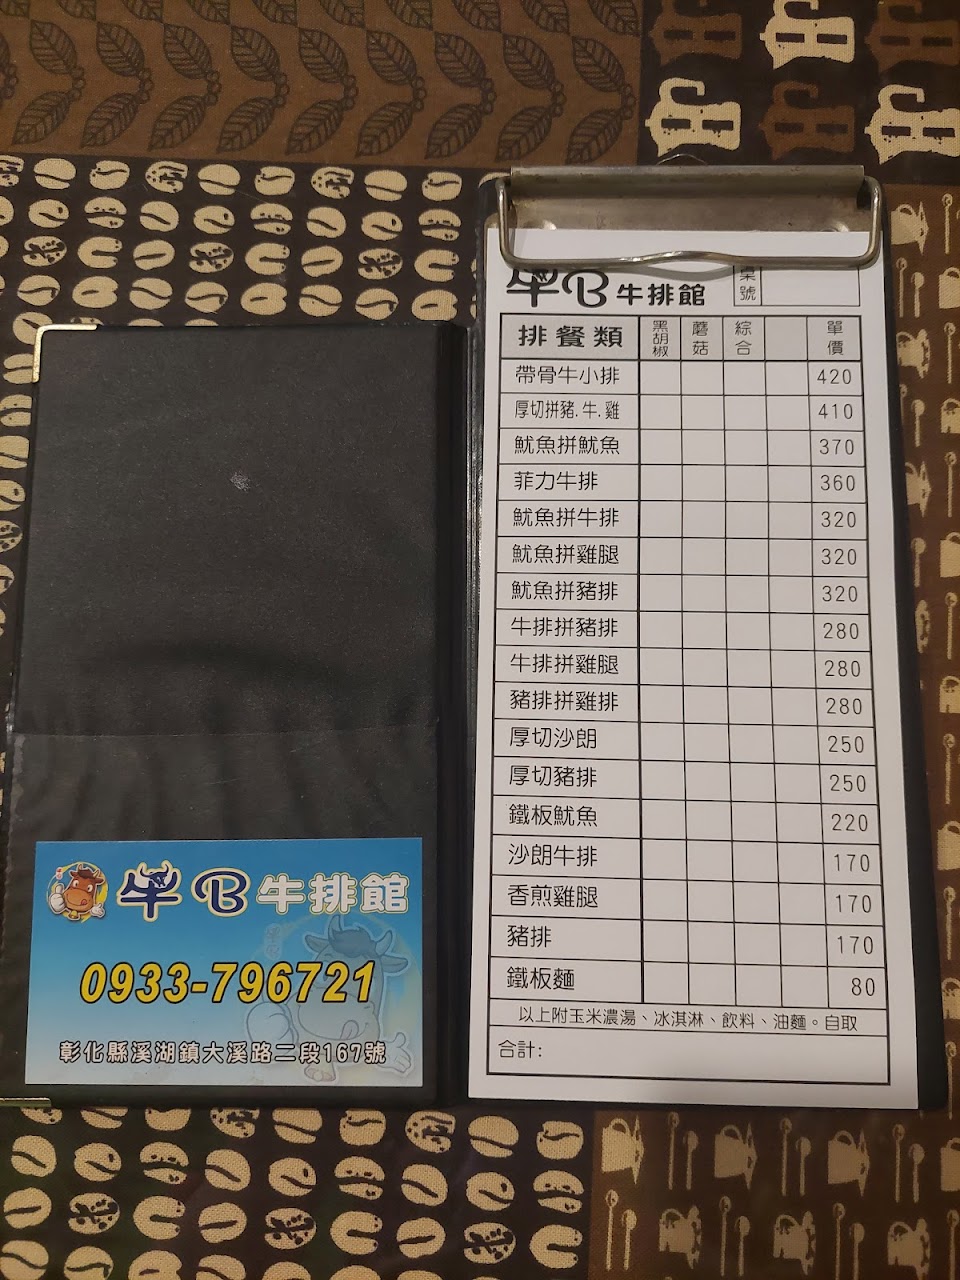 牛B牛排館
0933-796721
彰化縣溪湖鎮大溪路二段167號
牛B牛排館 桌號
排餐類 黑胡椒 蘑菇 綜合 單價
帶骨牛小排 420
厚切拼豬.牛.雞 410
魷魚拼魷魚 370
菲力牛排 360
魷魚拼牛排 320
魷魚拼雞腿 320
魷魚拼豬排 320
牛排拼豬排 280
牛排拼雞腿 280
豬排拼雞排 280
厚切沙朗 250
厚切豬排 250
鐵板魷魚 220
沙朗牛排 170
香煎雞腿 170
豬排 170
鐵板麵 80
以上附玉米濃湯、冰淇淋、飲料、油麵。自取
合計: